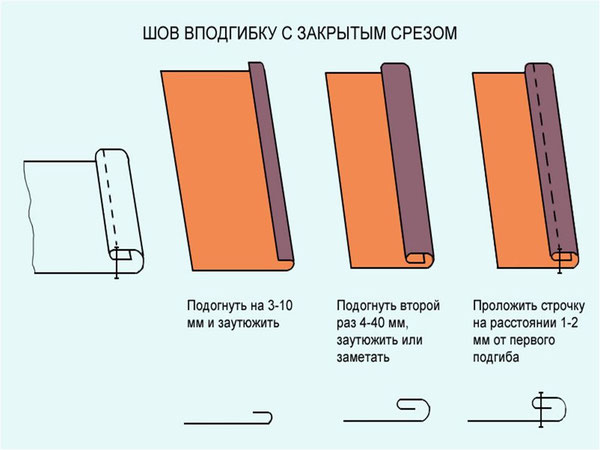 ШОВ ВПОДГИБКУ С ЗАКРЫТЫМ СРЕЗОМ
Подогнуть на 3-10
мм и заутюжить
Подогнуть второй
раз 4-40 мм,
заутюжить или
заметать
Проложить строчку
на расстоянии 1-2
мм от первого
подгиба